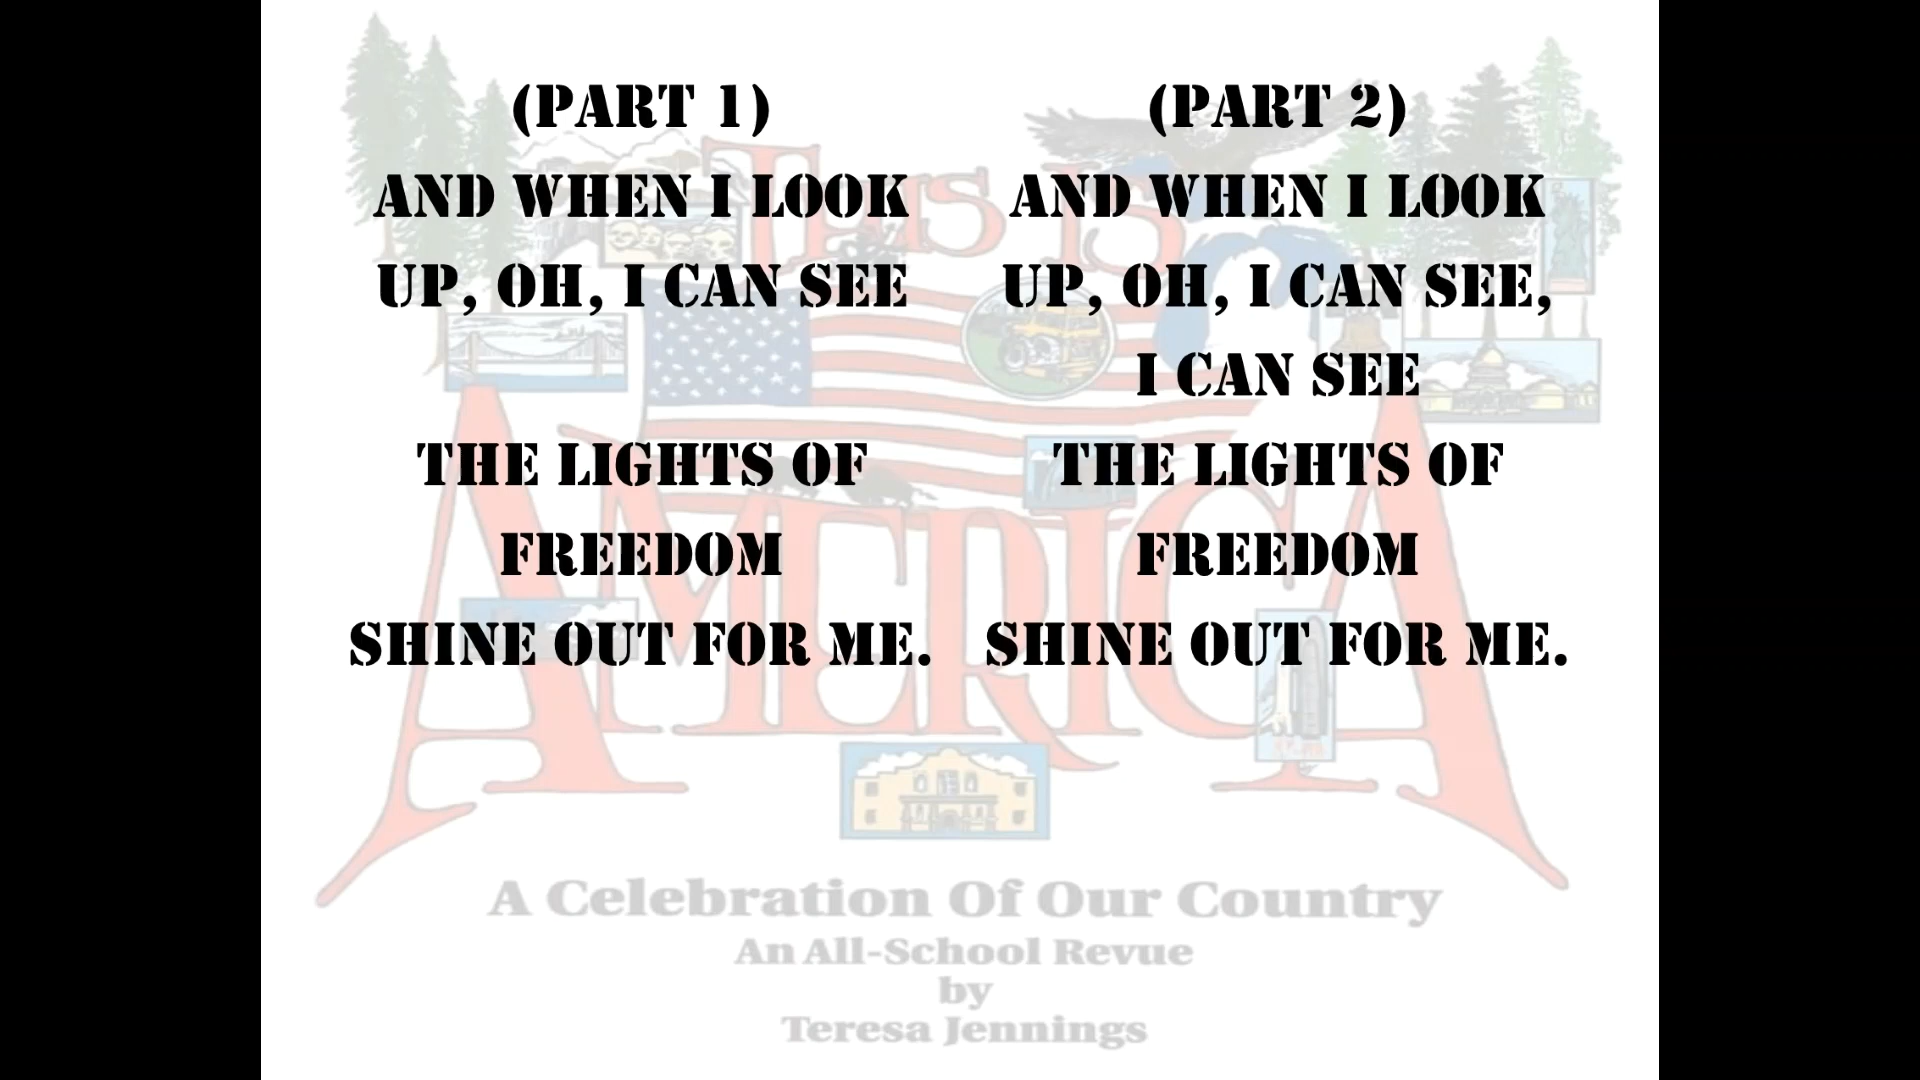 (PART 1)
AND WHEN I LOOK
UP, OH, I CAN SEE
THE LIGHTS OF
FREEDOM
SHINE OUT FOR ME.
(PART 2)
AND WHEN I LOOK
UP, OH, I CAN SEE,
I CAN SEE
THE LIGHTS OF
FREEDOM
SHINE OUT FOR ME.
THIS IS
AMERICA
A Celebration Of Our Country
An All-School Revue
by
Teresa Jennings